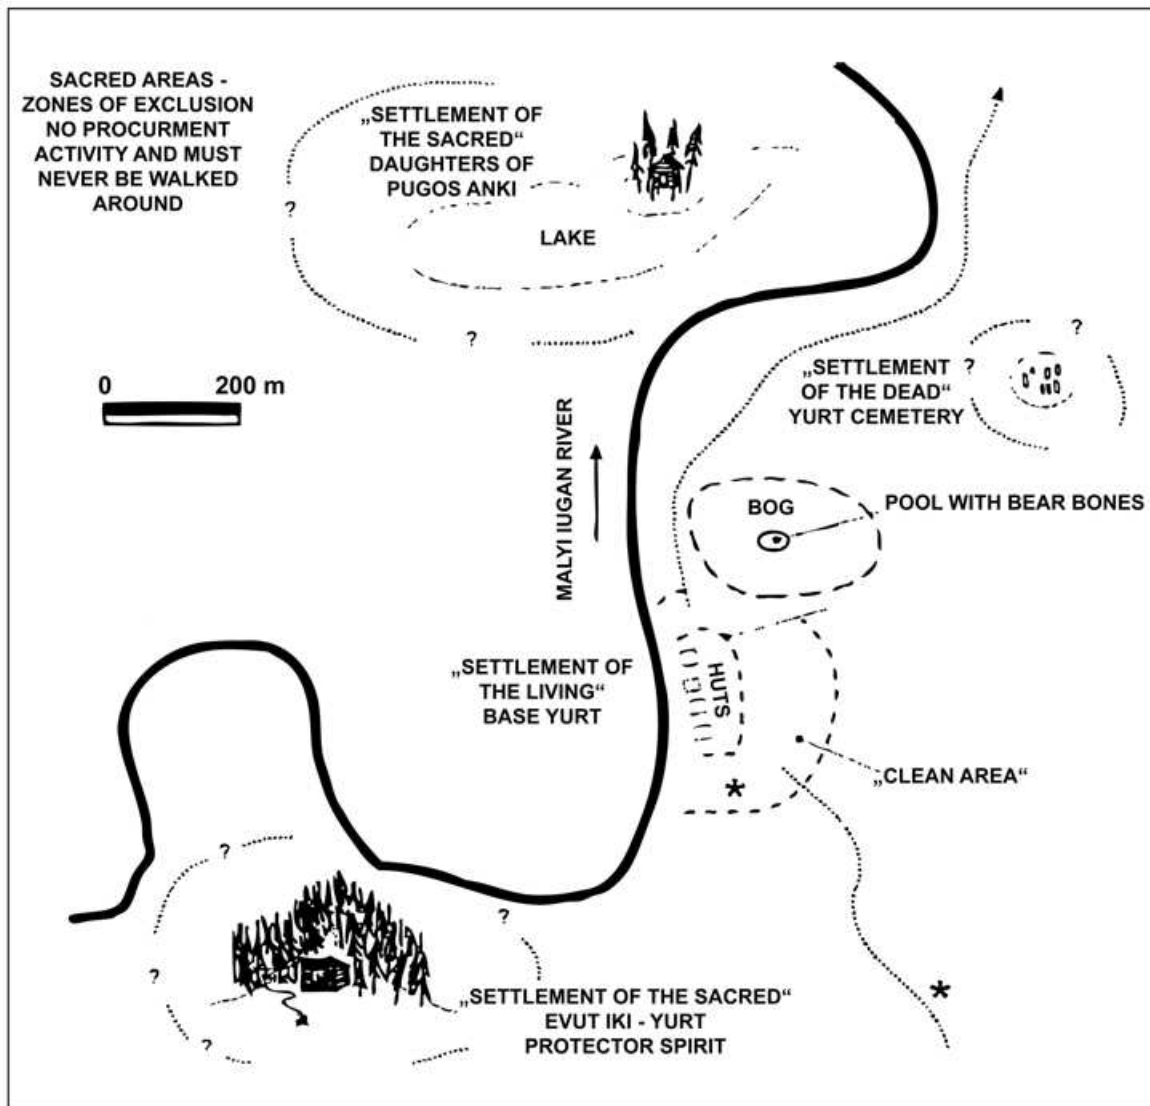 SACRED AREAS -
ZONES OF EXCLUSION
NO PROCURMENT
ACTIVITY AND MUST
NEVER BE WALKED
AROUND
„SETTLEMENT OF
THE SACRED“
DAUGHTERS OF
PUGOS ANKI
LAKE
?
?
0 200 m
?
?
„SETTLEMENT
OF THE DEAD“
YURT CEMETERY
MALYI IUGAN RIVER
BOG
POOL WITH BEAR BONES
„SETTLEMENT OF
THE LIVING“
BASE YURT
HUTS
„CLEAN AREA“
*
?
?
?
?
*
„SETTLEMENT OF THE SACRED“
EVUT IKI - YURT
PROTECTOR SPIRIT